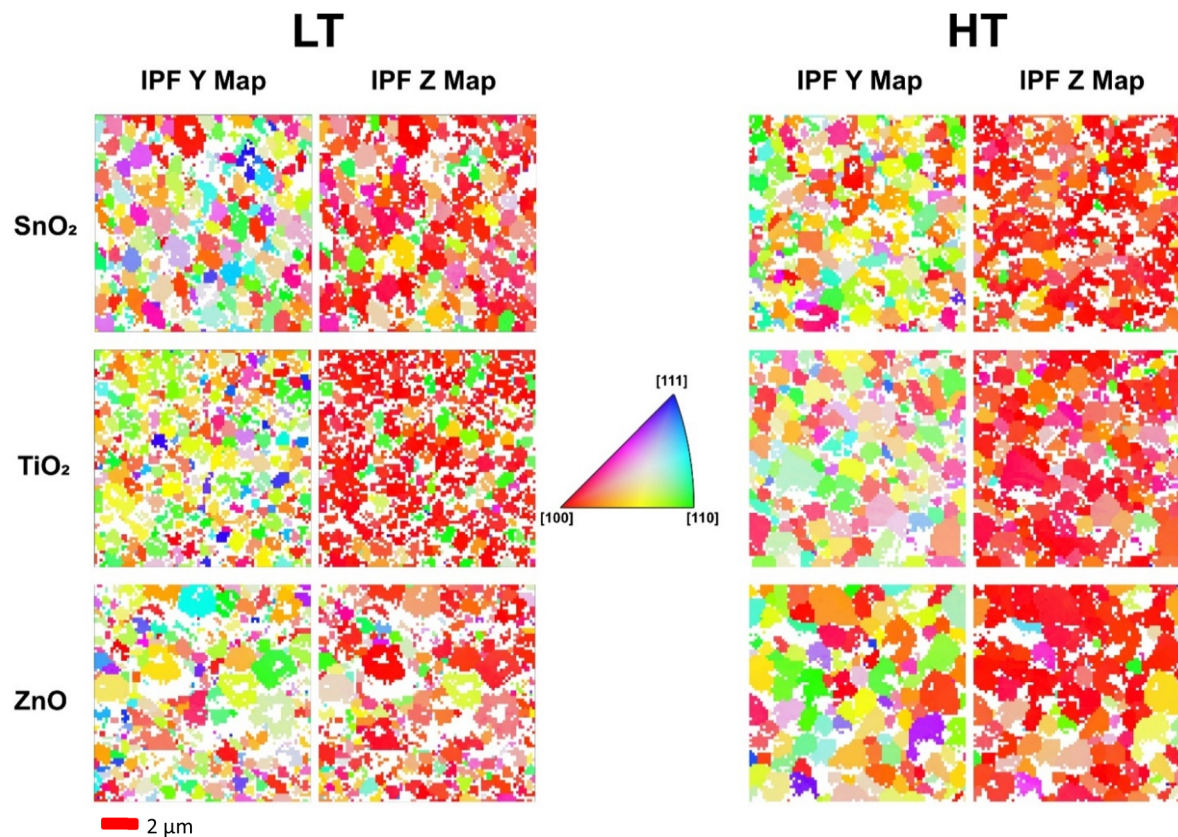 LT HT
IPF Y Map IPF Z Map IPF Y Map IPF Z Map
SnO₂
TiO₂
[111]
[100] [110]
ZnO
2 μm